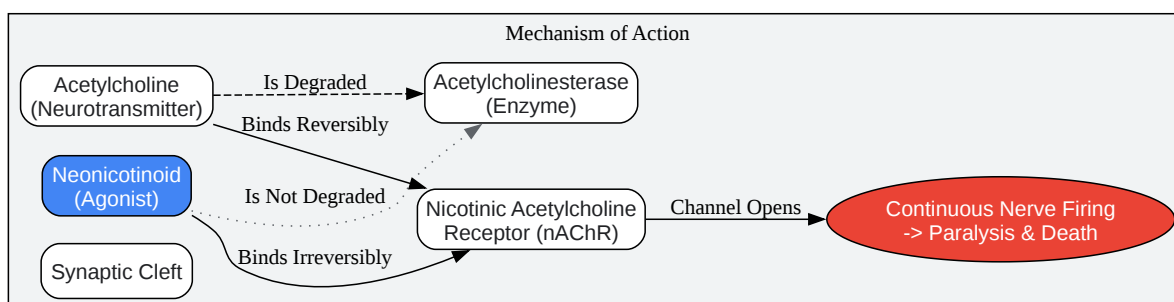 Mechanism of Action
Acetylcholine
(Neurotransmitter)
Is Degraded
Acetylcholinesterase
(Enzyme)
Binds Reversibly
Neonicotinoid
(Agonist)
Is Not Degraded
Nicotinic Acetylcholine
Receptor (nAChR)
Channel Opens
Continuous Nerve Firing
-> Paralysis & Death
Binds Irreversibly
Synaptic Cleft